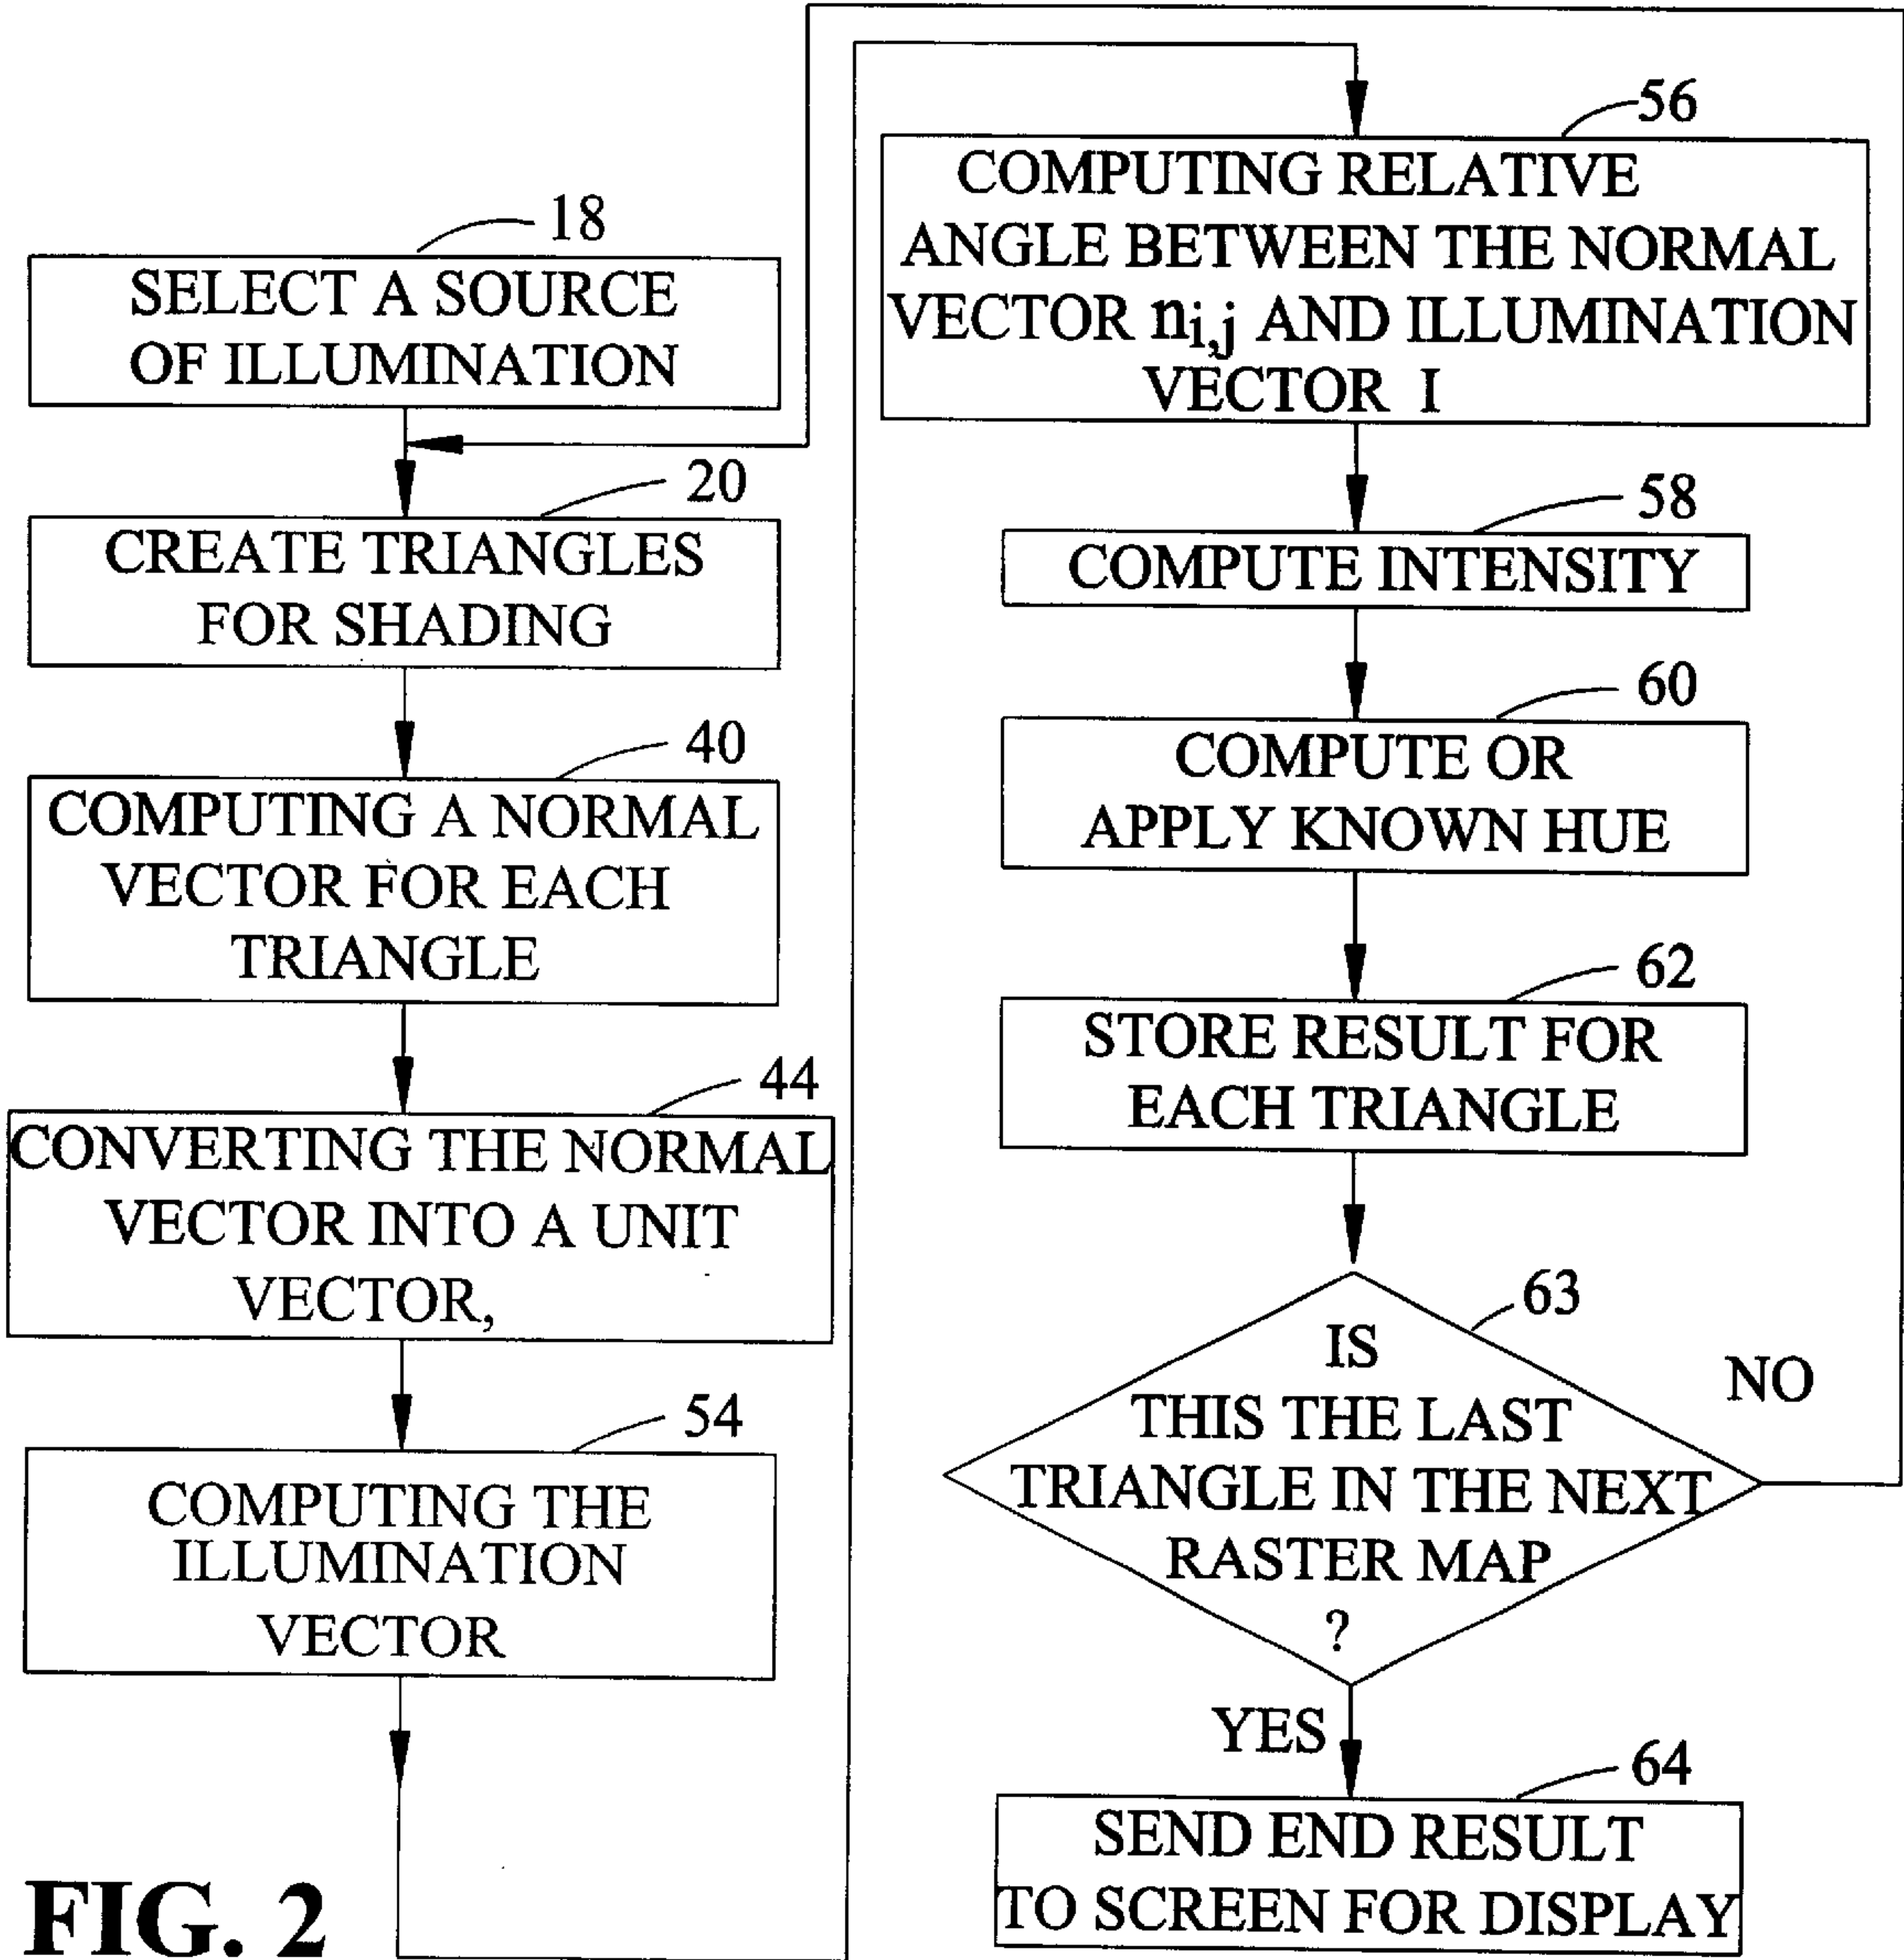 18
SELECT A SOURCE
OF ILLUMINATION
20
CREATE TRIANGLES
FOR SHADING
40
COMPUTING A NORMAL
VECTOR FOR EACH
TRIANGLE
44
CONVERTING THE NORMAL
VECTOR INTO A UNIT
VECTOR,
54
COMPUTING THE
ILLUMINATION
VECTOR
56
COMPUTING RELATIVE
ANGLE BETWEEN THE NORMAL
VECTOR ni,j AND ILLUMINATION
VECTOR I
58
COMPUTE INTENSITY
60
COMPUTE OR
APPLY KNOWN HUE
62
STORE RESULT FOR
EACH TRIANGLE
63
IS
THIS THE LAST
TRIANGLE IN THE NEXT
RASTER MAP
?
NO
YES
64
SEND END RESULT
TO SCREEN FOR DISPLAY
FIG. 2